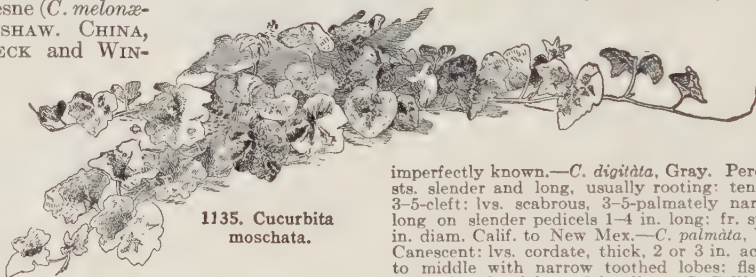 esne (C. melonæ-
SHAW. CHINA,
ECK and WIN-
1135. Cucurbita
moschata.
imperfectly known.—C. digitàta, Gray. Per
sts. slender and long, usually rooting: ten
3-5-cleft: lvs. scabrous, 3-5-palmately nar
long on slender pedicels 1-4 in. long: fr. s
in. diam. Calif. to New Mex.—C. palmàta,
Canescent: lvs. cordate, thick, 2 or 3 in. ac
to middle with narrow toothed lobes: fls